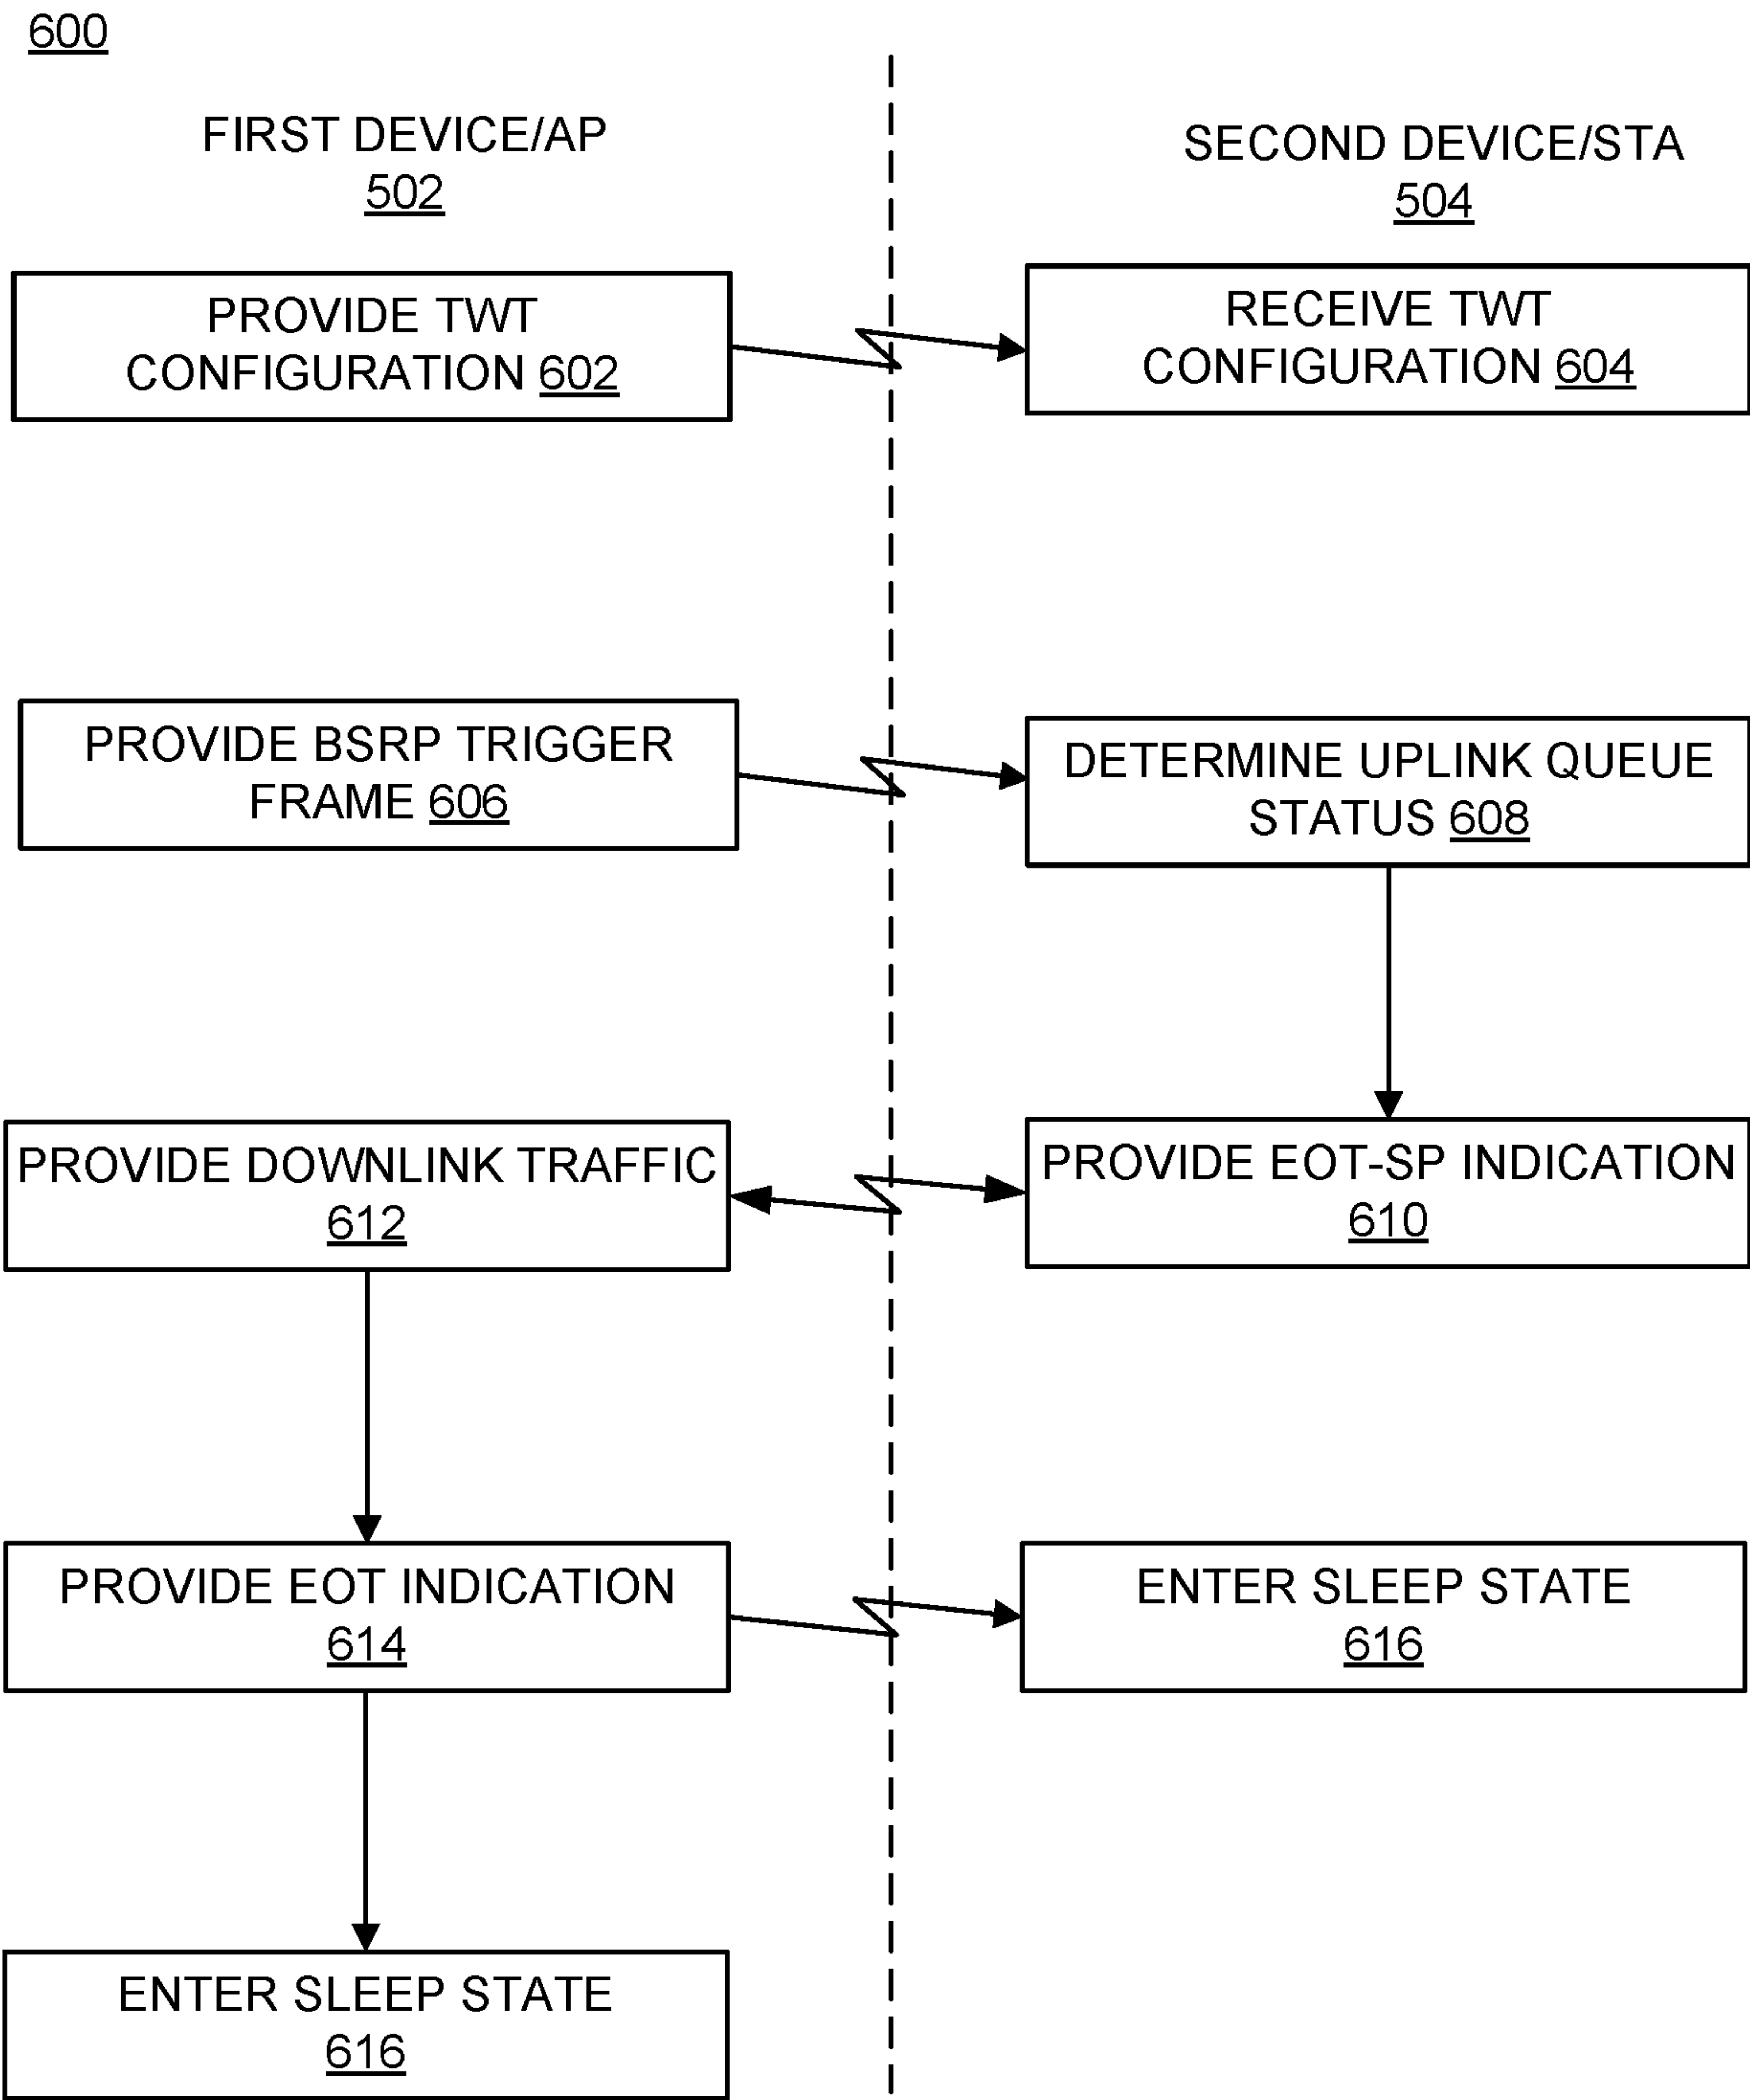 600
FIRST DEVICE/AP
502
SECOND DEVICE/STA
504
PROVIDE TWT
CONFIGURATION 602
RECEIVE TWT
CONFIGURATION 604
PROVIDE BSRP TRIGGER
FRAME 606
DETERMINE UPLINK QUEUE
STATUS 608
PROVIDE DOWNLINK TRAFFIC
612
PROVIDE EOT-SP INDICATION
610
PROVIDE EOT INDICATION
614
ENTER SLEEP STATE
616
ENTER SLEEP STATE
616